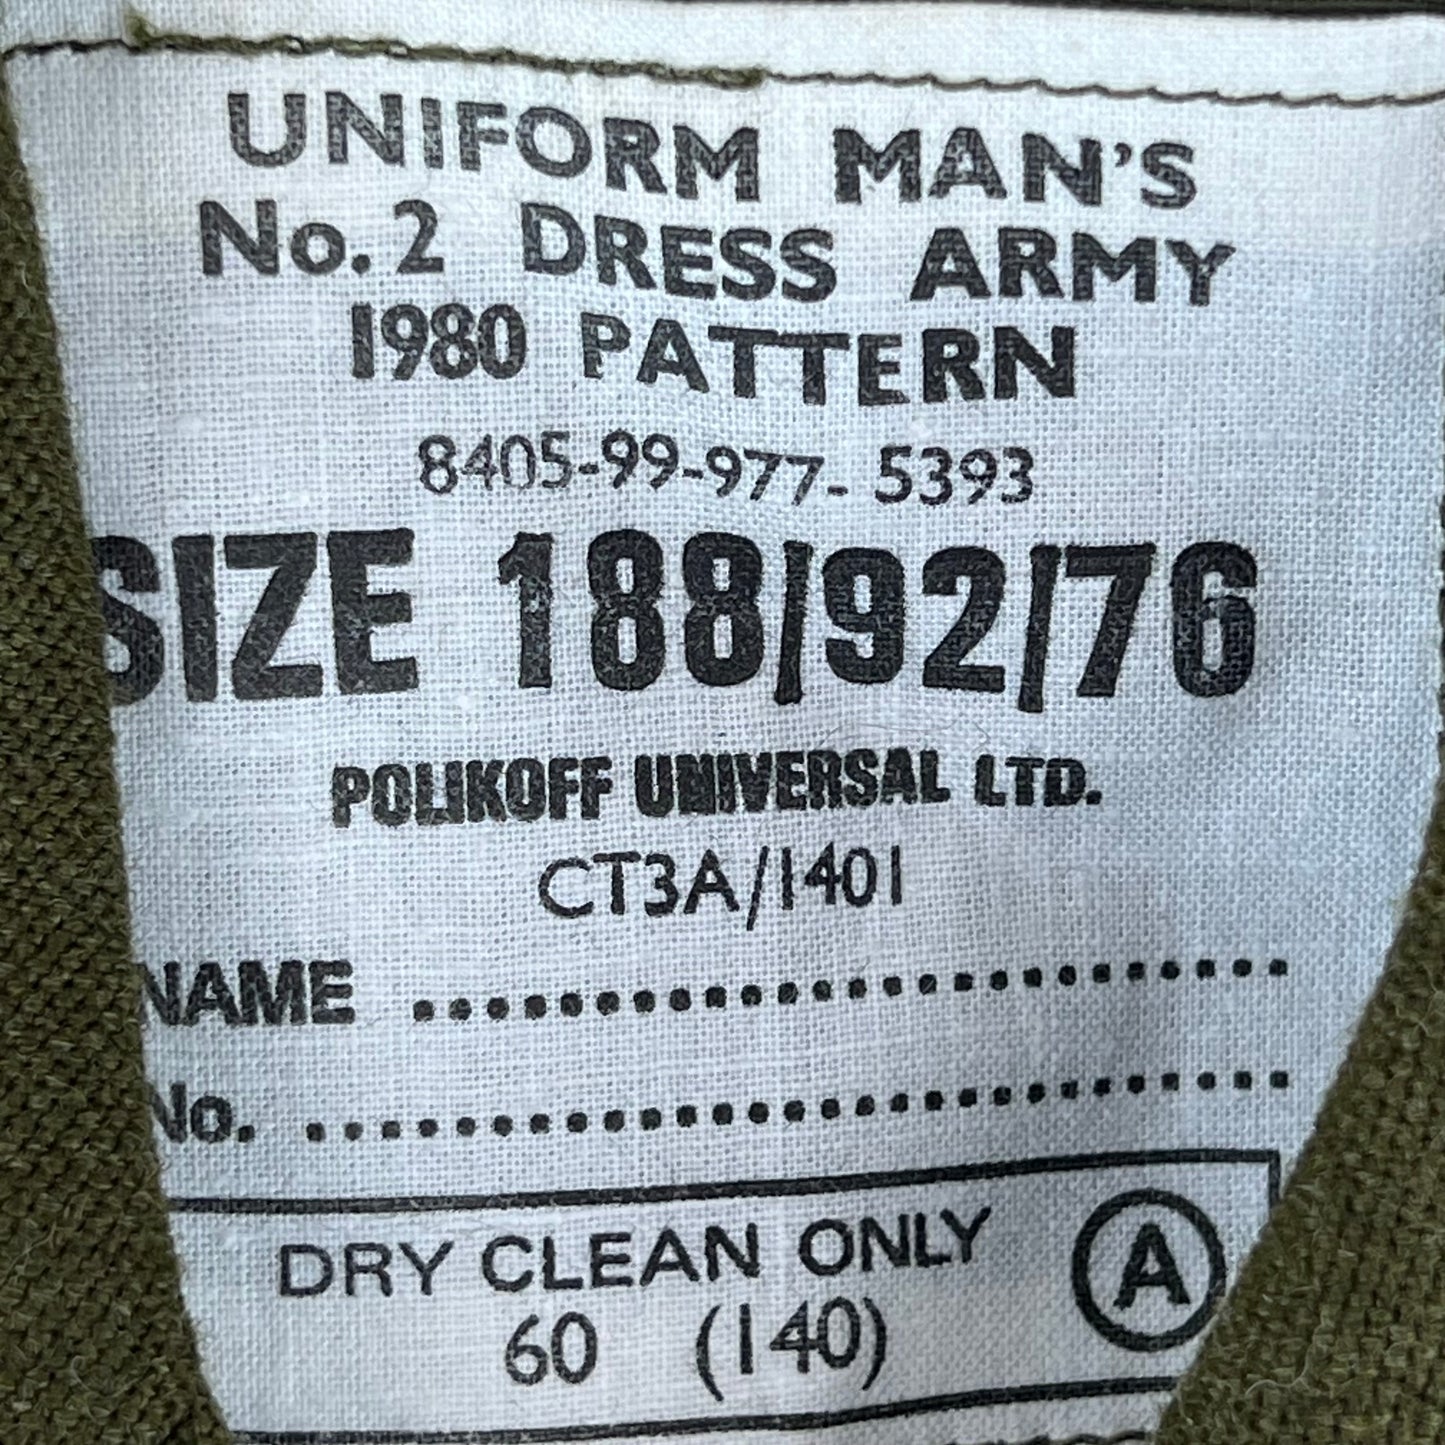 UNIFORM MAN'S
No. 2 DRESS ARMY
1980 PATTERN
8405-99-977-5393
SIZE 188/92/76
POLIKOFF UNIVERSAL LTD.
CT3A/1401
NAME ........................
No. ...........................
DRY CLEAN ONLY A
60 (140)